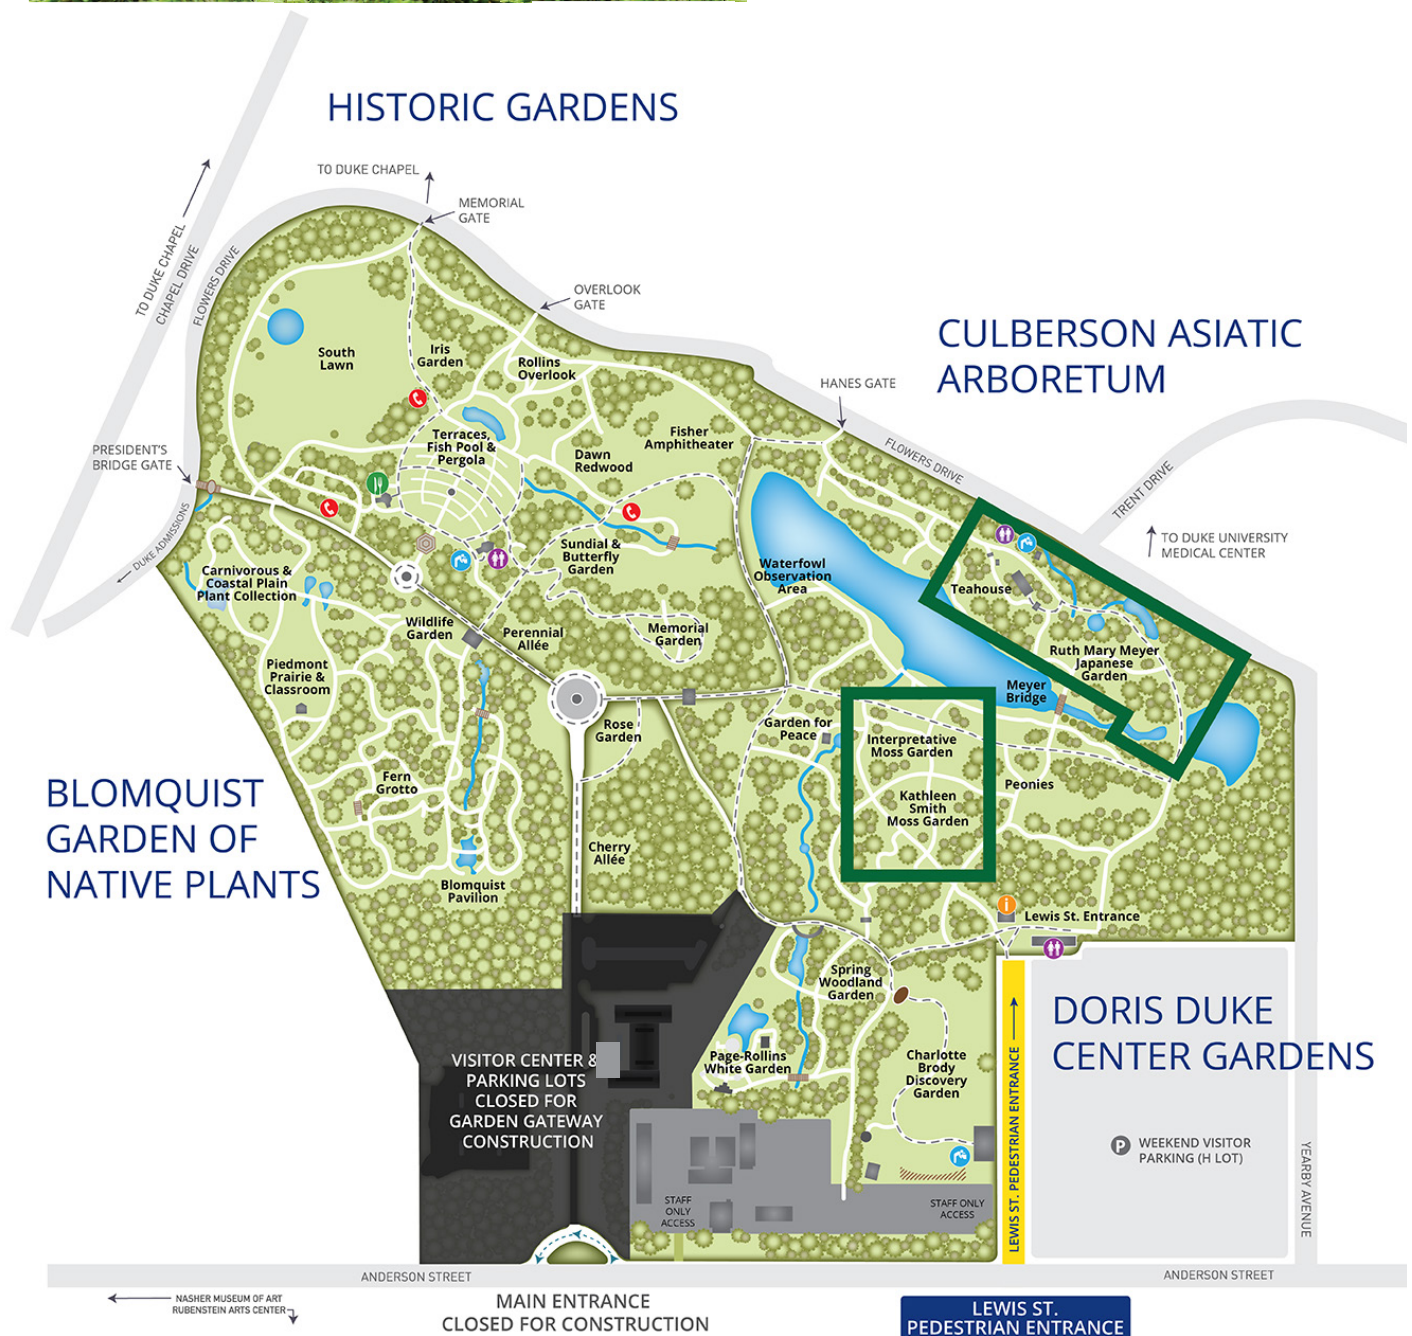 HISTORIC GARDENS
TO DUKE CHAPEL
MEMORIAL
GATE
TO DUKE CHAPEL
CHAPEL DRIVE
FLOWERS DRIVE
OVERLOOK
GATE
CULBERSON ASIATIC
ARBORETUM
South
Lawn
Iris
Garden
Rollins
Overlook
HANES GATE
FLOWERS DRIVE
TRENT DRIVE
TO DUKE UNIVERSITY
MEDICAL CENTER
PRESIDENT'S
BRIDGE GATE
DUKE ADMISSIONS
Terraces,
Fish Pool &
Pergola
Dawn
Redwood
Fisher
Amphitheater
Carnivorous &
Coastal Plain
Plant Collection
Sundial &
Butterfly
Garden
Waterfowl
Observation
Area
Teahouse
Wildlife
Garden
Perennial
Allée
Memorial
Garden
Ruth Mary Meyer
Japanese
Garden
Piedmont
Prairie &
Classroom
Meyer
Bridge
Rose
Garden
Garden for
Peace
Interpretative
Moss Garden
BLOMQUIST
GARDEN OF
NATIVE PLANTS
Fern
Grotto
Kathleen
Smith
Moss Garden
Peonies
Cherry
Allée
Blomquist
Pavilion
i
Lewis St. Entrance
Spring
Woodland
Garden
DORIS DUKE
CENTER GARDENS
VISITOR CENTER &
PARKING LOTS
CLOSED FOR
GARDEN GATEWAY
CONSTRUCTION
Page-Rollins
White Garden
Charlotte
Brody
Discovery
Garden
LEWIS ST. PEDESTRIAN ENTRANCE
P
WEEKEND VISITOR
PARKING (H LOT)
YEARBY AVENUE
STAFF
ONLY
ACCESS
STAFF ONLY
ACCESS
ANDERSON STREET
ANDERSON STREET
NASHER MUSEUM OF ART
RUBENSTEIN ARTS CENTER
MAIN ENTRANCE
CLOSED FOR CONSTRUCTION
LEWIS ST.
PEDESTRIAN ENTRANCE